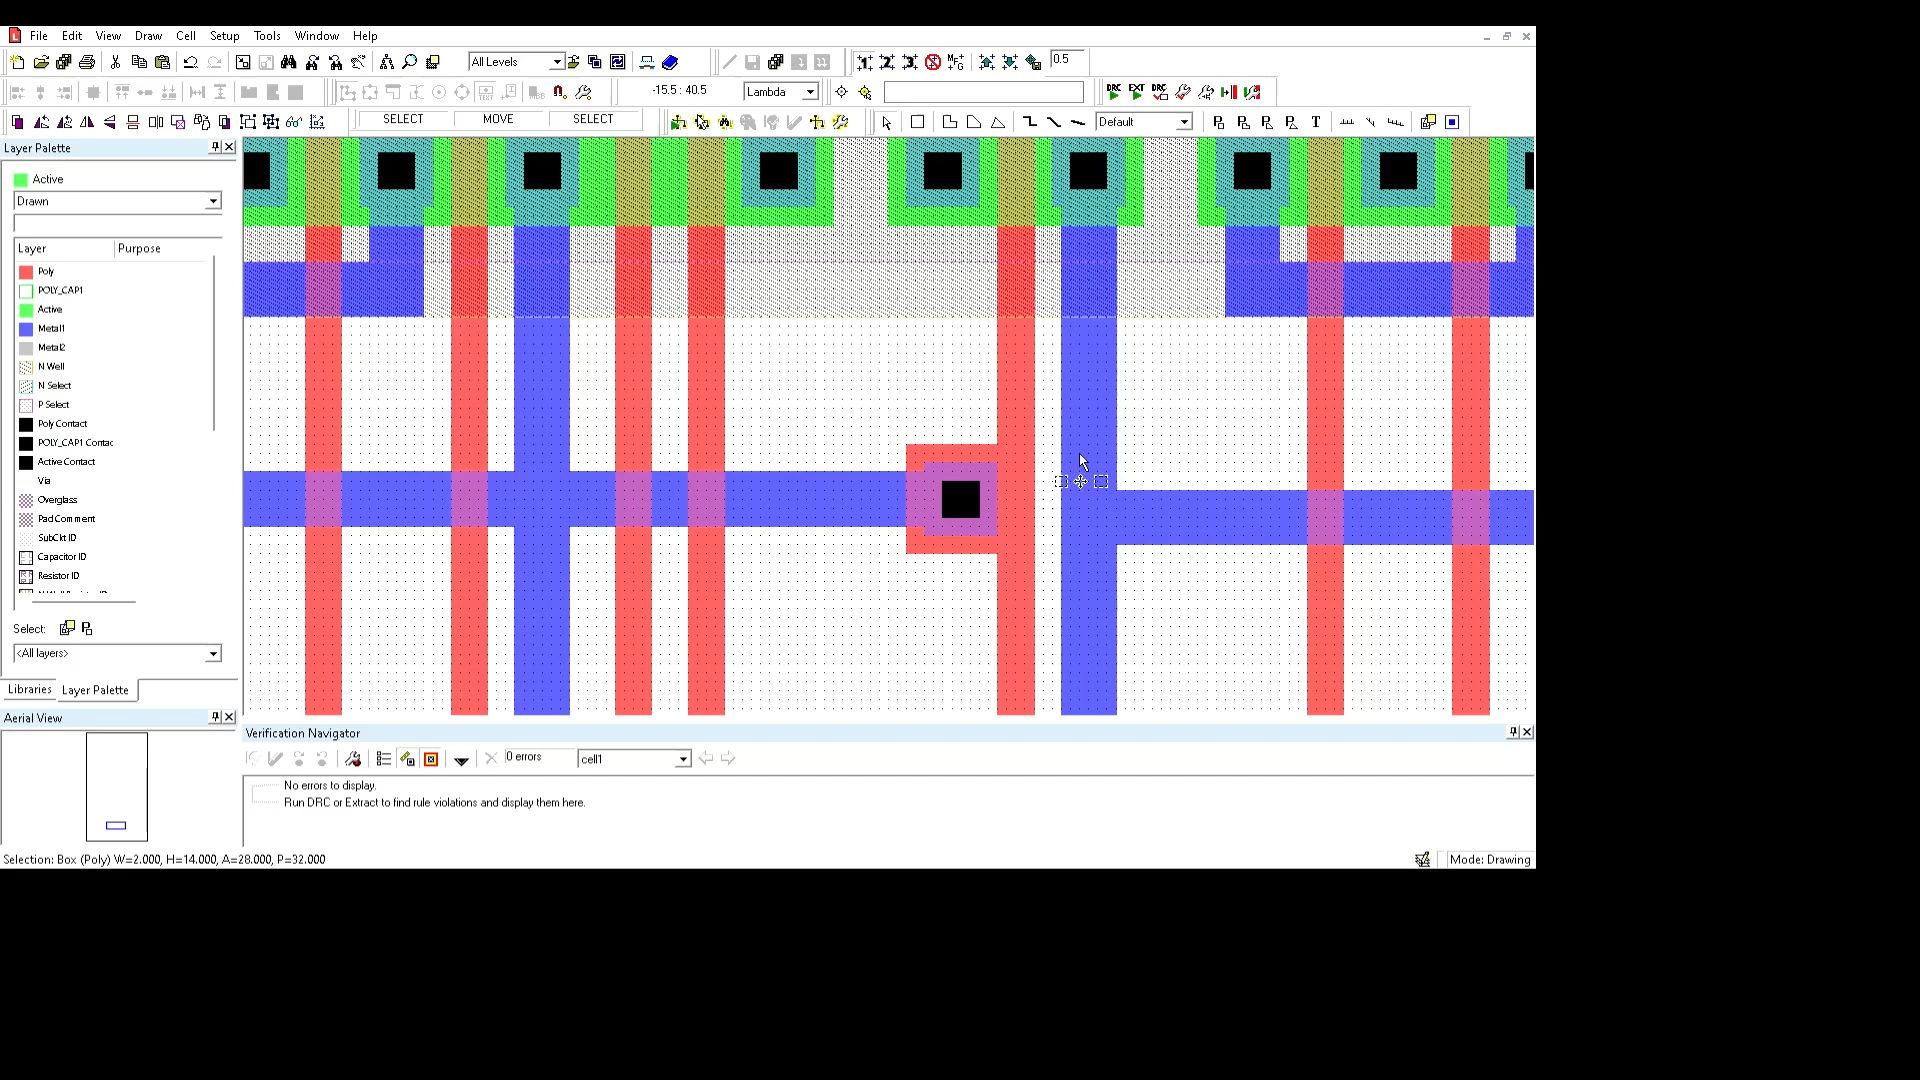 File Edit View Draw Cell Setup Tools Window Help
All Levels 0.5
-15.5 : 40.5 Lambda DRC EXT DRC
SELECT MOVE SELECT Default
Layer Palette
Active
Drawn
Layer Purpose
Poly
POLY_CAP1
Active
Metal1
Metal2
N Well
N Select
P Select
Poly Contact
POLY_CAP1 Contac
Active Contact
Via
Overglass
Pad Comment
SubCkt ID
Capacitor ID
Resistor ID
Select:
<All layers>
Libraries Layer Palette
Aerial View
Verification Navigator
0 errors cell1
No errors to display.
Run DRC or Extract to find rule violations and display them here.
Selection: Box (Poly) W=2.000, H=14.000, A=28.000, P=32.000 Mode: Drawing